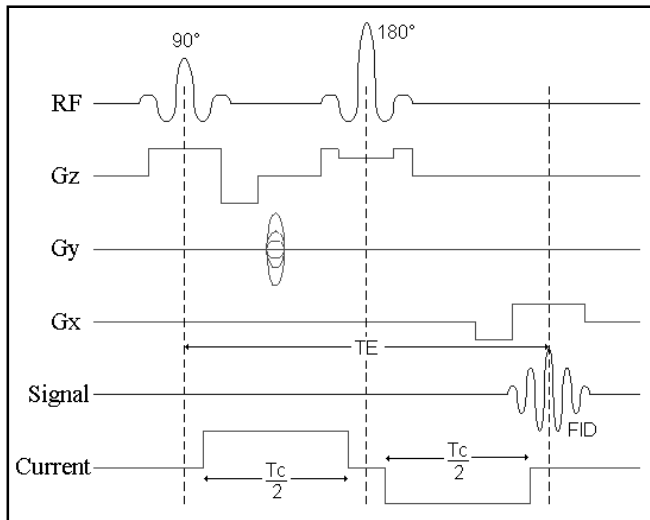 90°
180°
RF
Gz
Gy
Gx
TE
Signal
FID
Current
Tc
2
Tc
2